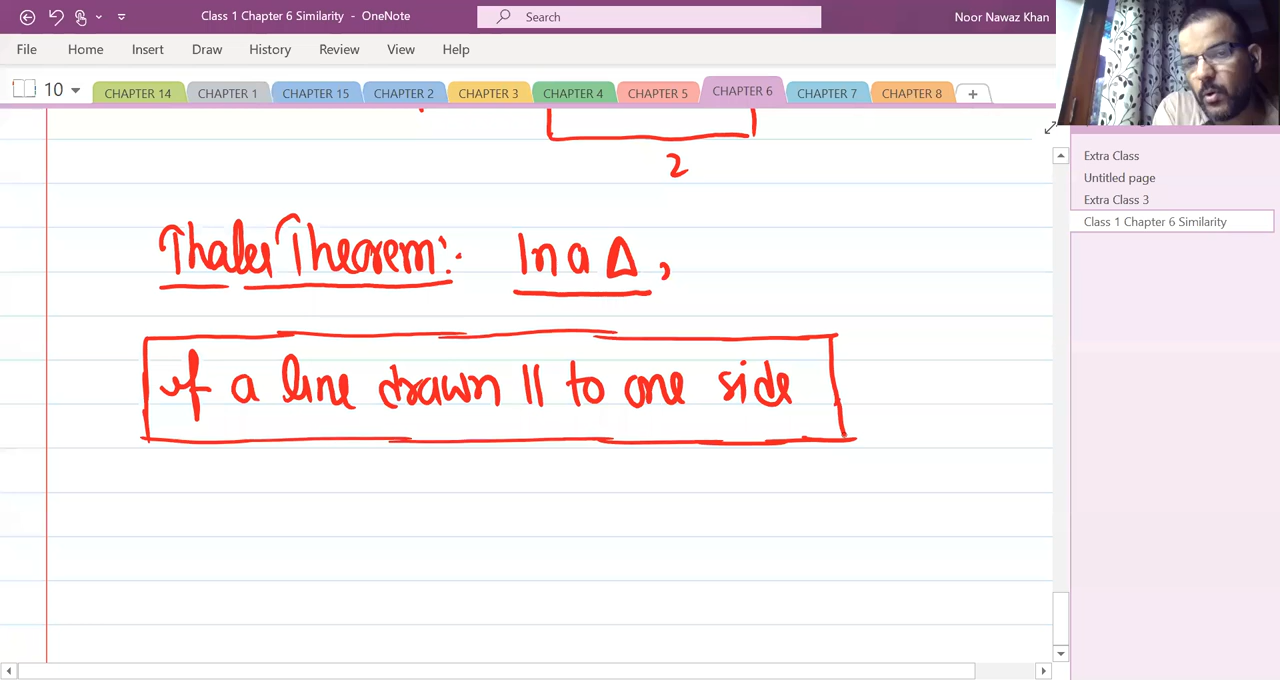 Class 1 Chapter 6 Similarity - OneNote
Search
Noor Nawaz Khan
File Home Insert Draw History Review View Help
10 CHAPTER 14 CHAPTER 1 CHAPTER 15 CHAPTER 2 CHAPTER 3 CHAPTER 4 CHAPTER 5 CHAPTER 6 CHAPTER 7 CHAPTER 8 +
Extra Class
Untitled page
Extra Class 3
Class 1 Chapter 6 Similarity
2
Thales Theorem: In a Δ,
if a line drawn || to one side